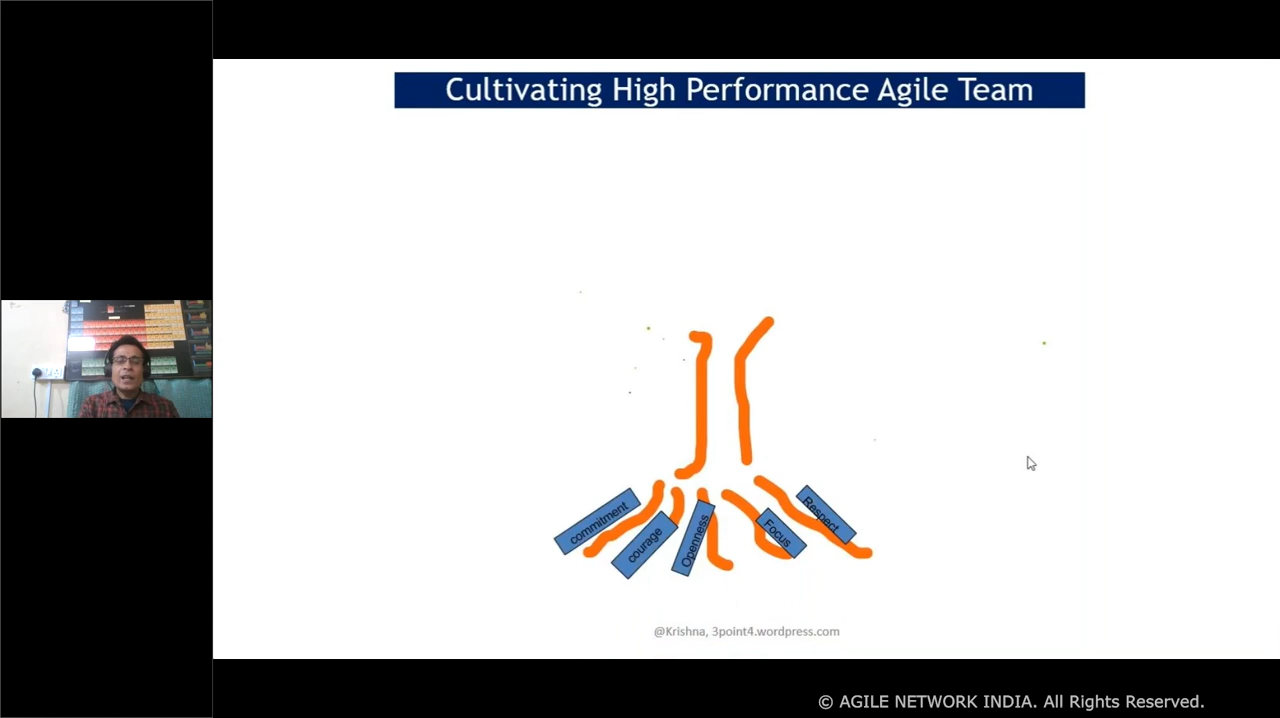 Cultivating High Performance Agile Team
commitment
courage
Openness
Focus
Respect
@Krishna, 3point4.wordpress.com
© AGILE NETWORK INDIA. All Rights Reserved.